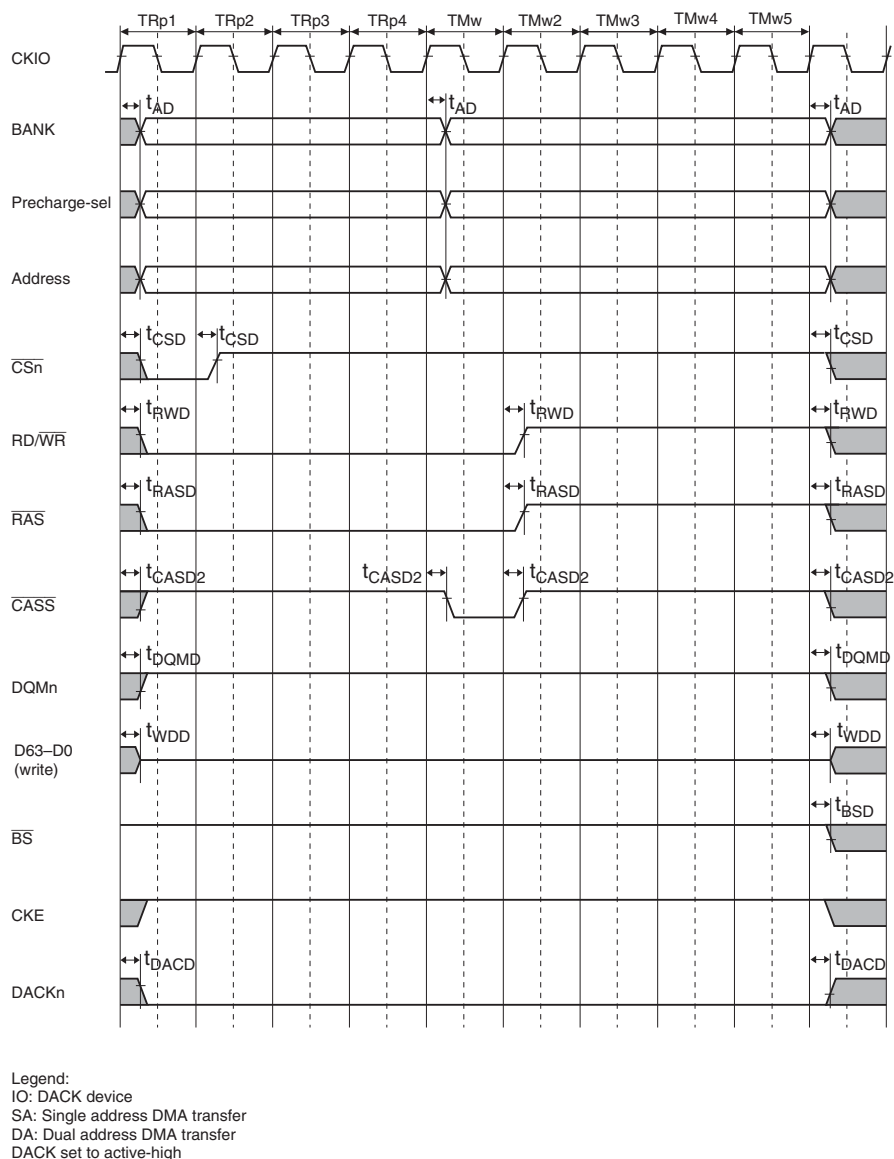 TRp1 TRp2 TRp3 TRp4 TMw TMw2 TMw3 TMw4 TMw5
CKIO
tAD tAD tAD
BANK
Precharge-sel
Address
tCSD tCSD tCSD
CSn
tRWD tRWD tRWD
RD/WR
tRASD tRASD tRASD
RAS
tCASD2 tCASD2 tCASD2 tCASD2
CASS
tDQMD tDQMD
DQMn
tWDD tWDD
D63–D0
(write)
tBSD
BS
CKE
tDACD tDACD
DACKn
Legend:
IO: DACK device
SA: Single address DMA transfer
DA: Dual address DMA transfer
DACK set to active-high